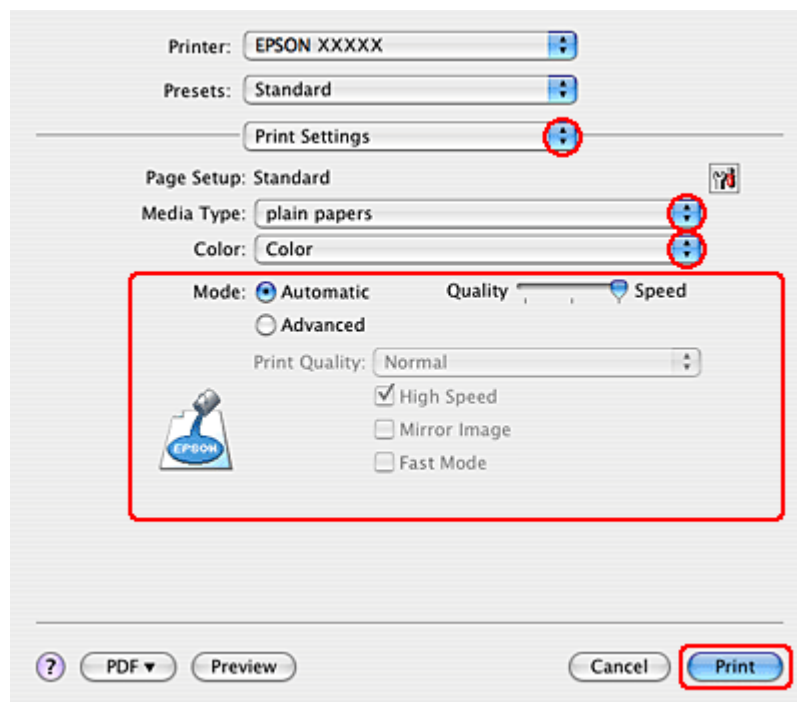 Printer: EPSON XXXXX
Presets: Standard
Print Settings
Page Setup: Standard
Media Type: plain papers
Color: Color
Mode: Automatic Quality Speed
Advanced
Print Quality: Normal
High Speed
EPSON
Mirror Image
Fast Mode
? PDF Preview Cancel Print